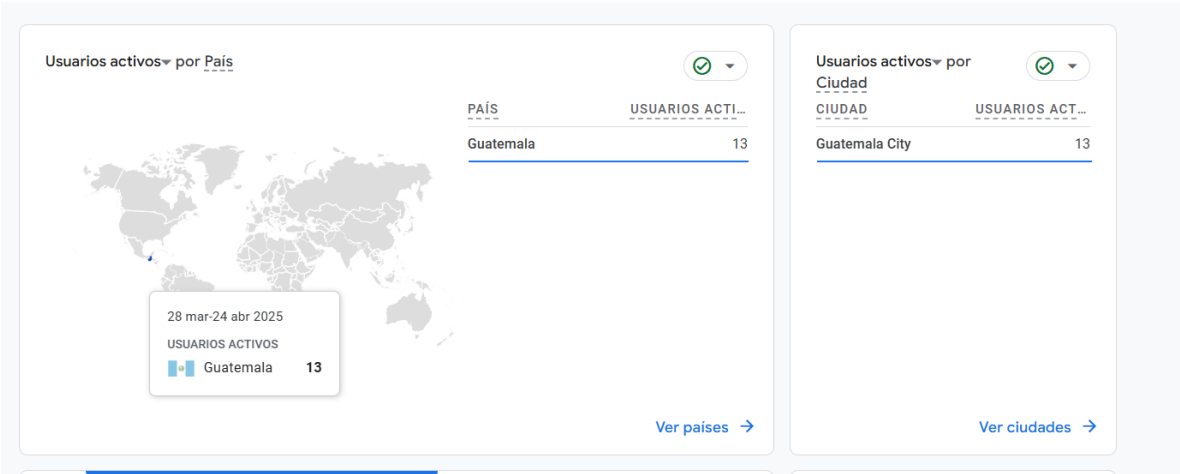 Usuarios activos por País
PAÍS USUARIOS ACTI...
Guatemala 13
28 mar-24 abr 2025
USUARIOS ACTIVOS
Guatemala 13
Ver países
Usuarios activos por
Ciudad
CIUDAD USUARIOS ACT...
Guatemala City 13
Ver ciudades